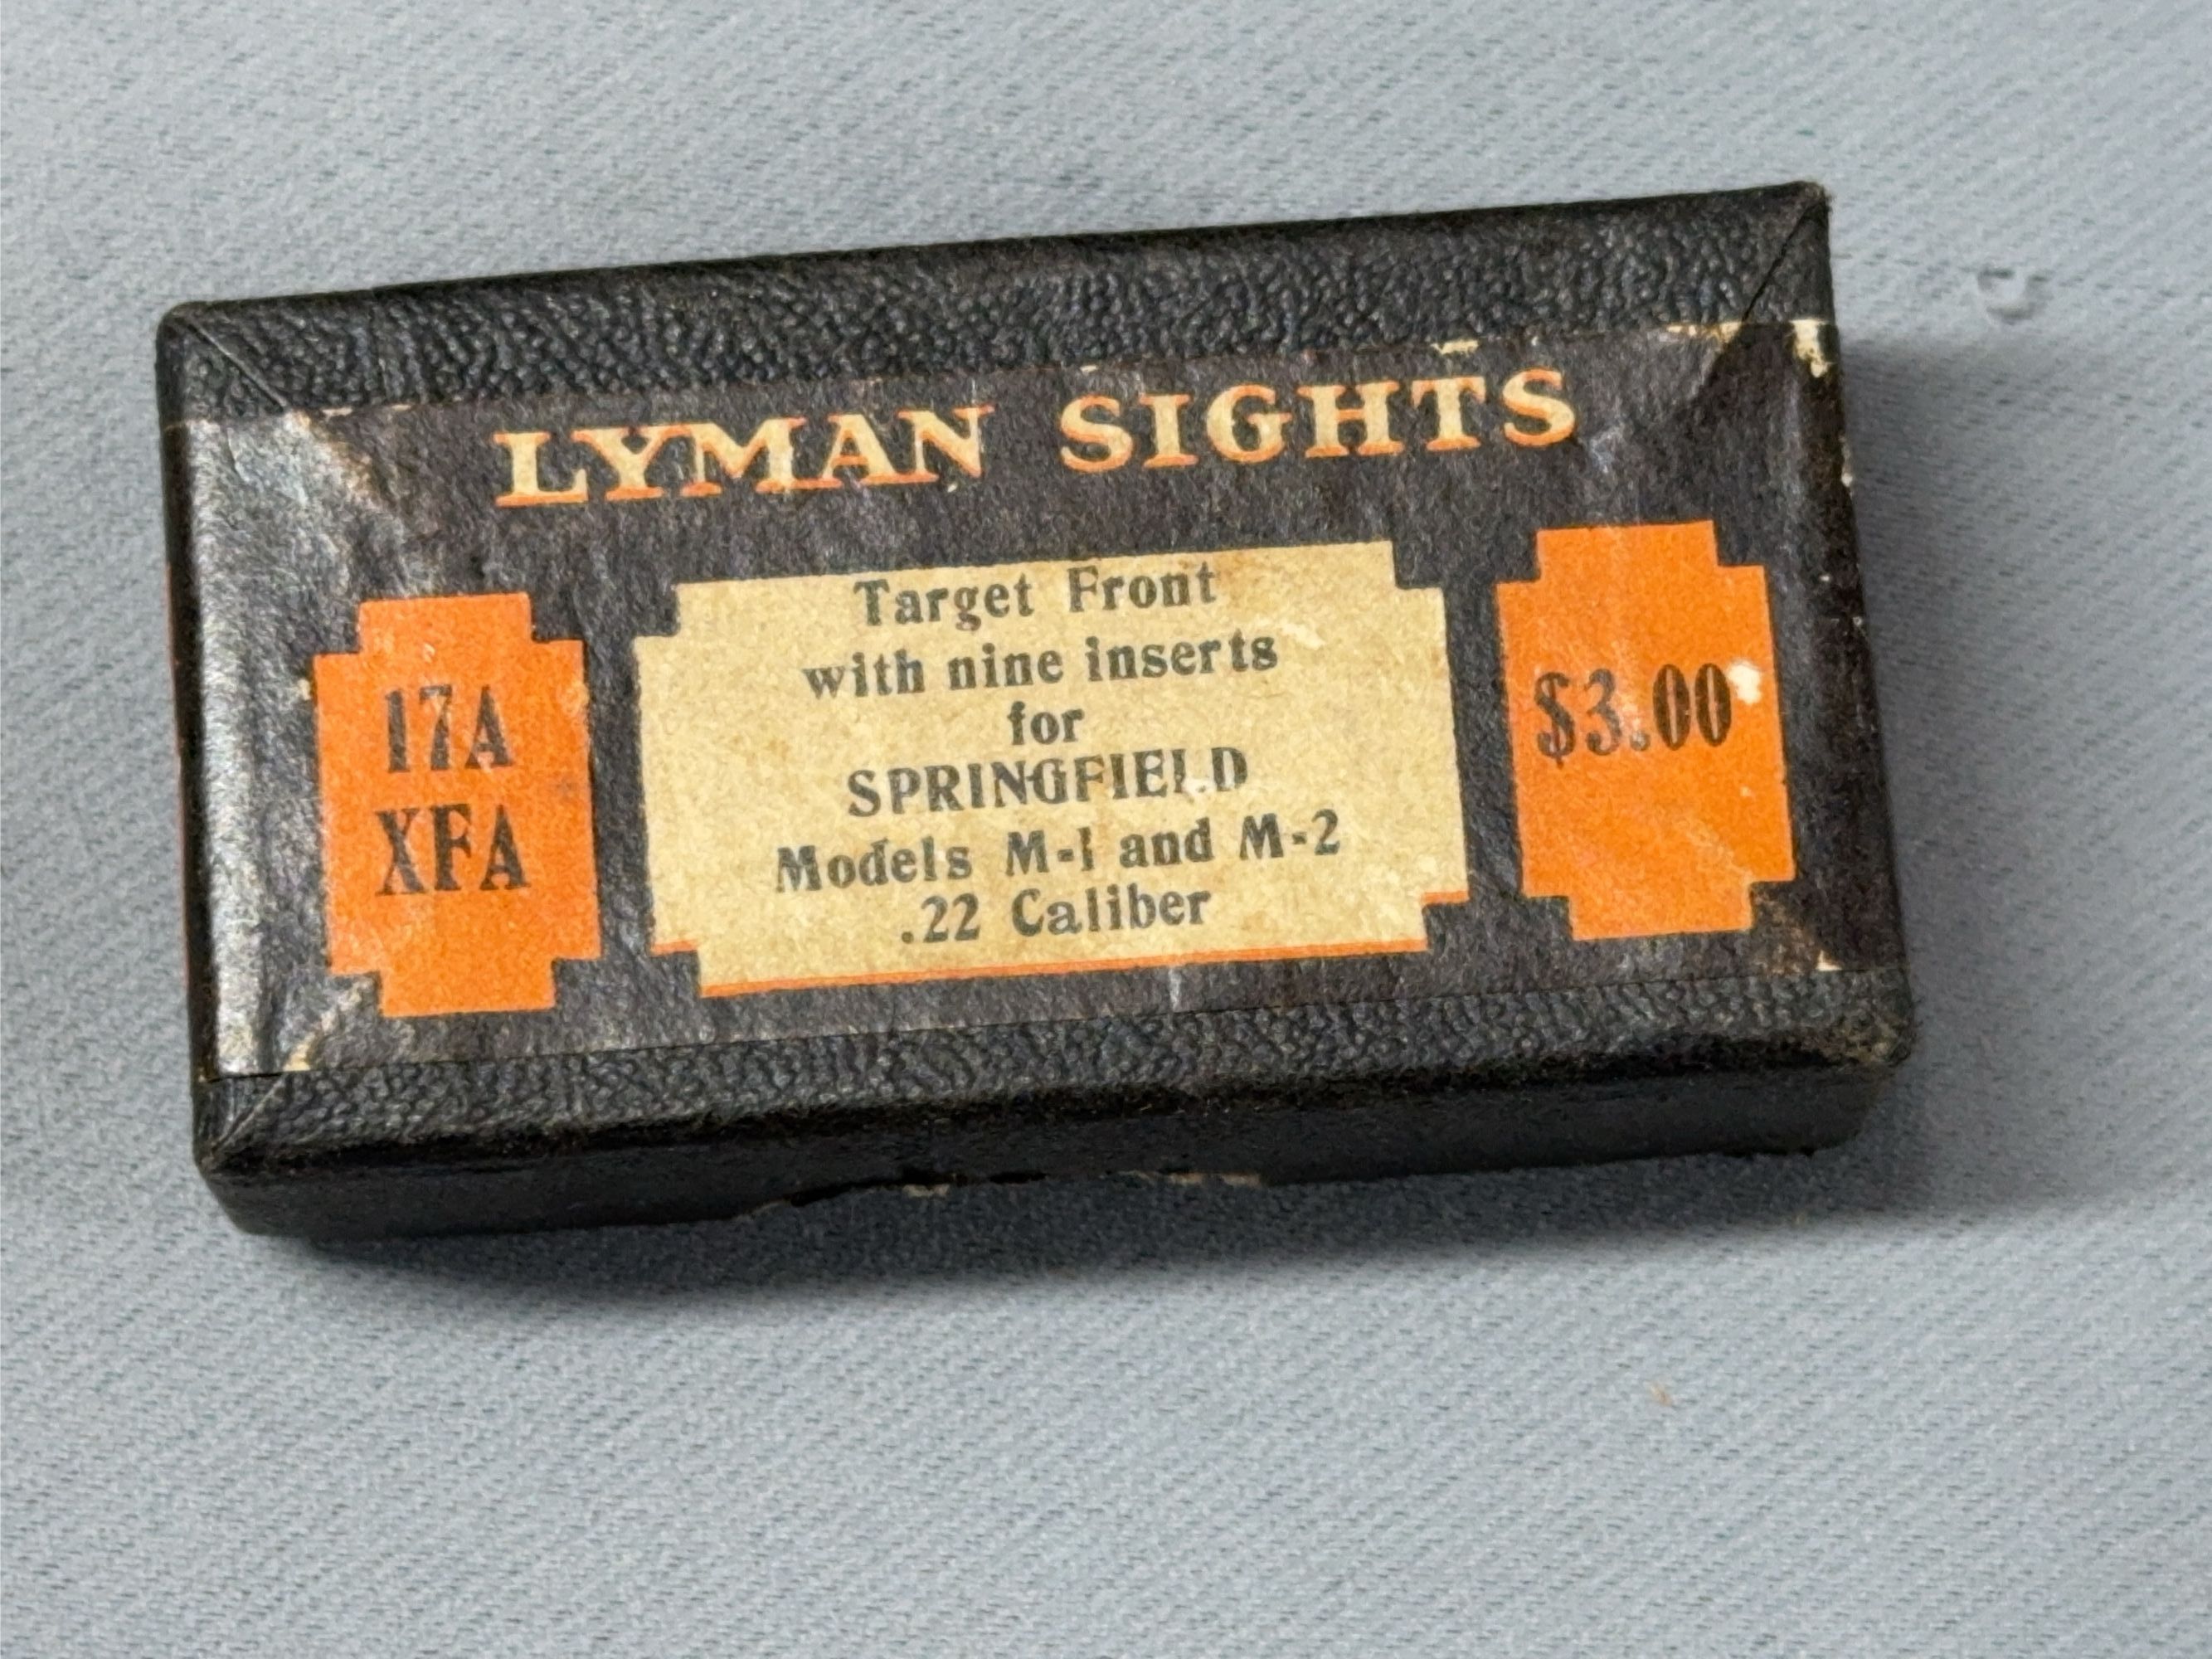 LYMAN SIGHTS
17A
XFA
Target Front
with nine inserts
for
SPRINGFIELD
Models M-1 and M-2
.22 Caliber
$3.00